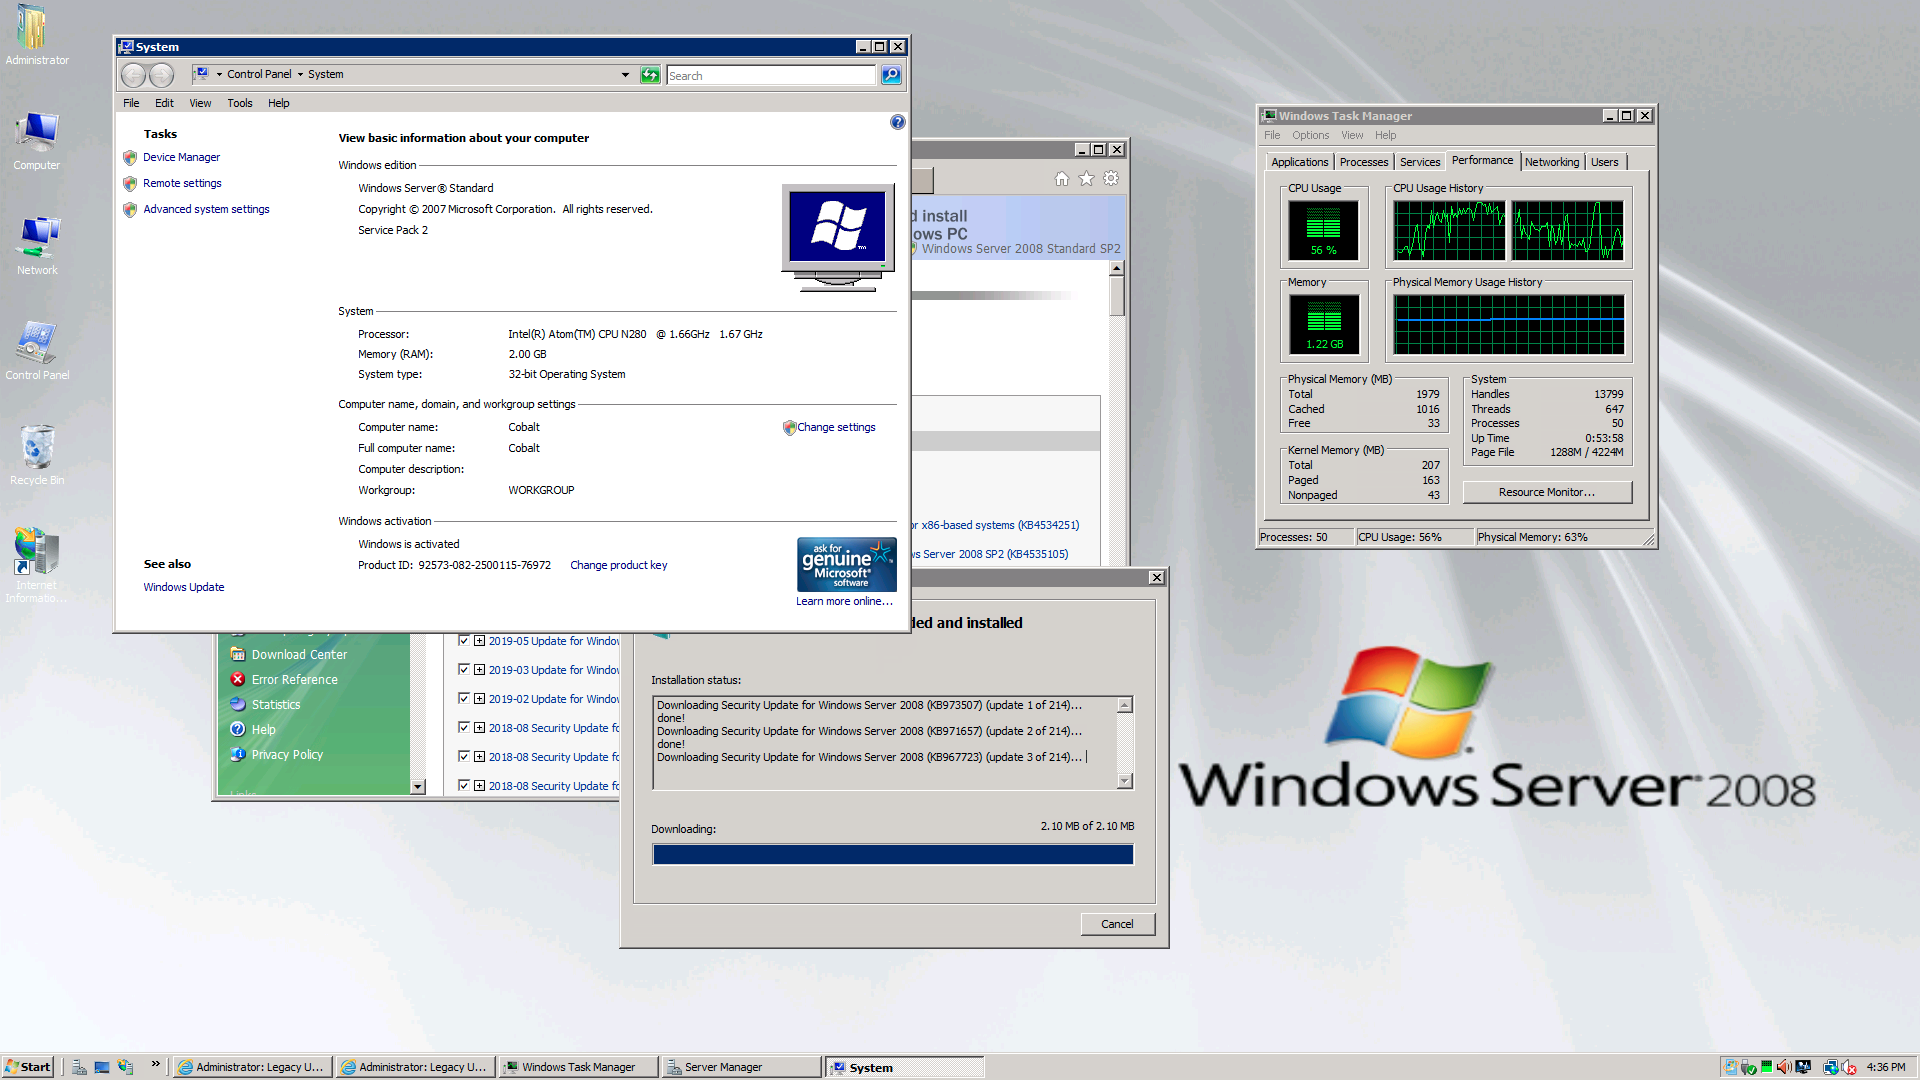 Administrator
Computer
Network
Control Panel
Recycle Bin
Internet
Informatio...
System
Control Panel
System
Search
File
Edit
View
Tools
Help
Tasks
Device Manager
Remote settings
Advanced system settings
See also
Windows Update
View basic information about your computer
Windows edition
Windows Server® Standard
Copyright © 2007 Microsoft Corporation. All rights reserved.
Service Pack 2
System
Processor: Intel(R) Atom(TM) CPU N280 @ 1.66GHz 1.67 GHz
Memory (RAM): 2.00 GB
System type: 32-bit Operating System
Computer name, domain, and workgroup settings
Computer name: Cobalt
Change settings
Full computer name: Cobalt
Computer description:
Workgroup: WORKGROUP
Windows activation
Windows is activated
Product ID: 92573-082-2500115-76972 Change product key
ask for
genuine
Microsoft®
software
Learn more online...
d install
ows PC
Windows Server 2008 Standard SP2
or x86-based systems (KB4534251)
ws Server 2008 SP2 (KB4535105)
Download Center
Error Reference
Statistics
Help
Privacy Policy
2019-05 Update for Window
2019-03 Update for Window
2019-02 Update for Window
2018-08 Security Update fo
2018-08 Security Update fo
2018-08 Security Update fo
ded and installed
Installation status:
Downloading Security Update for Windows Server 2008 (KB973507) (update 1 of 214)...
done!
Downloading Security Update for Windows Server 2008 (KB971657) (update 2 of 214)...
done!
Downloading Security Update for Windows Server 2008 (KB967723) (update 3 of 214)...
Downloading: 2.10 MB of 2.10 MB
Cancel
Windows Task Manager
File
Options
View
Help
Applications
Processes
Services
Performance
Networking
Users
CPU Usage
56 %
CPU Usage History
Memory
1.22 GB
Physical Memory Usage History
Physical Memory (MB)
Total 1979
Cached 1016
Free 33
Kernel Memory (MB)
Total 207
Paged 163
Nonpaged 43
System
Handles 13799
Threads 647
Processes 50
Up Time 0:53:58
Page File 1288M / 4224M
Resource Monitor...
Processes: 50
CPU Usage: 56%
Physical Memory: 63%
Windows Server 2008
Start
Administrator: Legacy U...
Administrator: Legacy U...
Windows Task Manager
Server Manager
System
4:36 PM